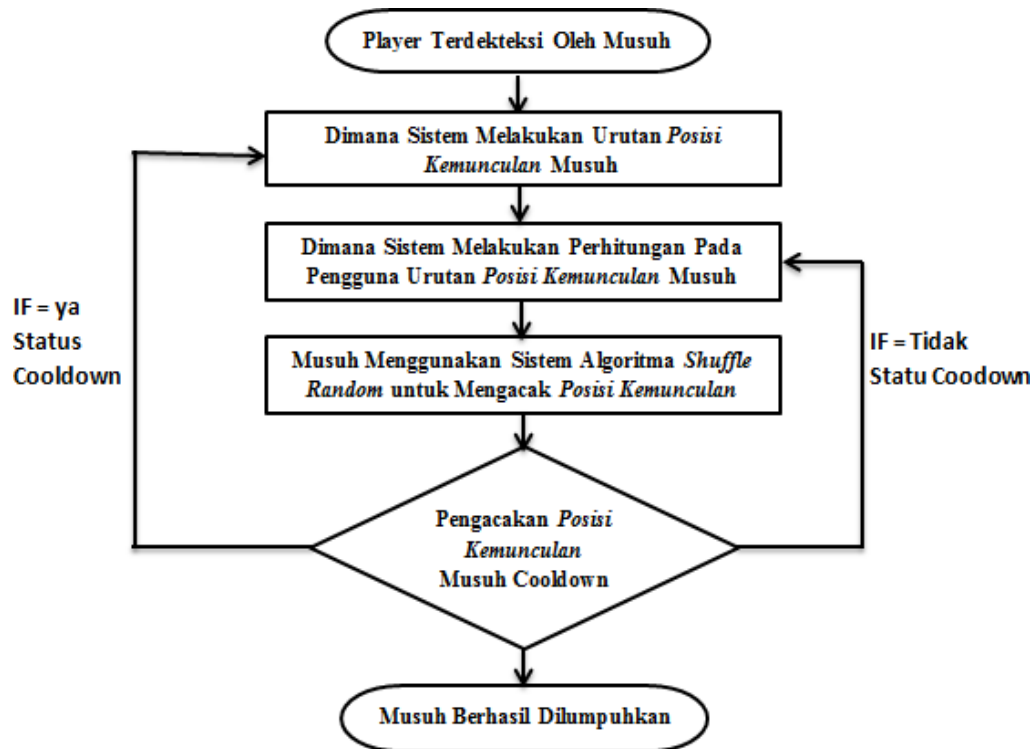 Player Terdekteksi Oleh Musuh
Dimana Sistem Melakukan Urutan Posisi
Kemunculan Musuh
Dimana Sistem Melakukan Perhitungan Pada
Pengguna Urutan Posisi Kemunculan Musuh
IF = ya
Status
Cooldown
IF = Tidak
Statu Coodown
Musuh Menggunakan Sistem Algoritma Shuffle
Random untuk Mengacak Posisi Kemunculan
Pengacakan Posisi
Kemunculan
Musuh Cooldown
Musuh Berhasil Dilumpuhkan